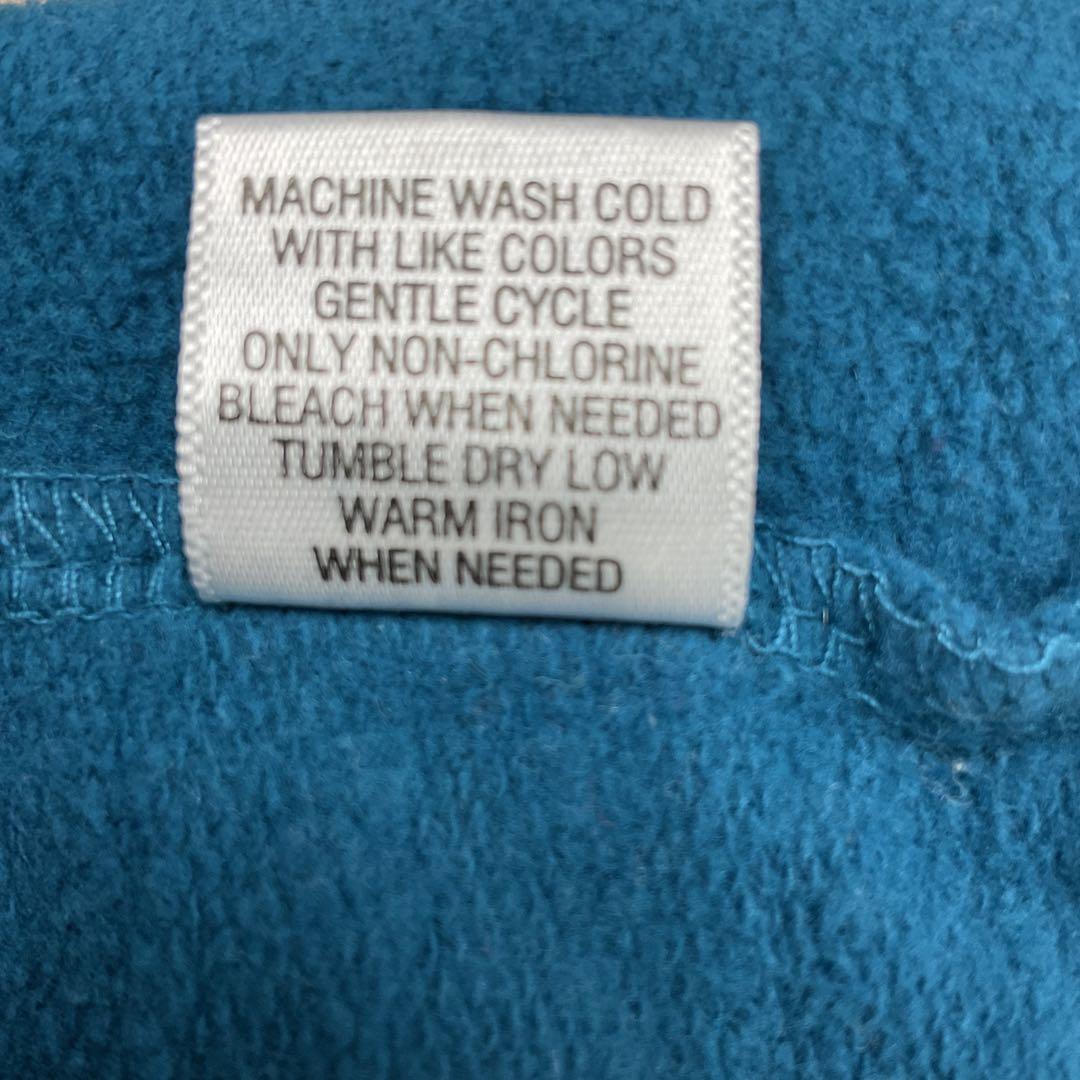 MACHINE WASH COLD
WITH LIKE COLORS
GENTLE CYCLE
ONLY NON-CHLORINE
BLEACH WHEN NEEDED
TUMBLE DRY LOW
WARM IRON
WHEN NEEDED